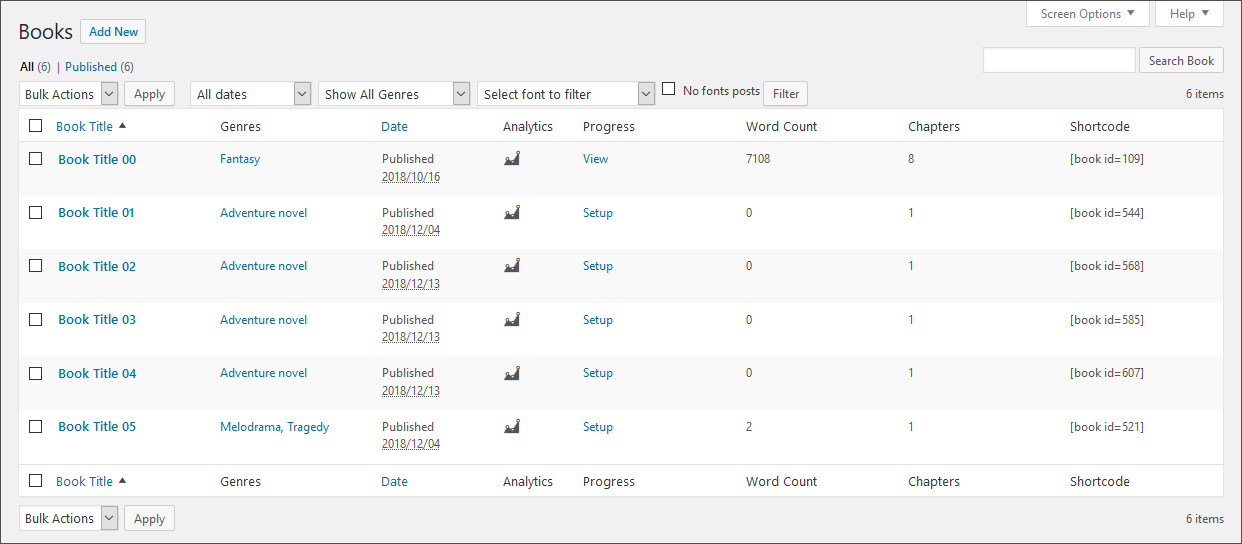 Screen Options Help
Books Add New
All (6) | Published (6)
Search Book
Bulk Actions Apply All dates Show All Genres Select font to filter No fonts posts Filter 6 items
Book Title Genres Date Analytics Progress Word Count Chapters Shortcode
Book Title 00 Fantasy Published View 7108 8 [book id=109]
2018/10/16
Book Title 01 Adventure novel Published Setup 0 1 [book id=544]
2018/12/04
Book Title 02 Adventure novel Published Setup 0 1 [book id=568]
2018/12/13
Book Title 03 Adventure novel Published Setup 0 1 [book id=585]
2018/12/13
Book Title 04 Adventure novel Published Setup 0 1 [book id=607]
2018/12/13
Book Title 05 Melodrama, Tragedy Published Setup 2 1 [book id=521]
2018/12/04
Book Title Genres Date Analytics Progress Word Count Chapters Shortcode
Bulk Actions Apply 6 items